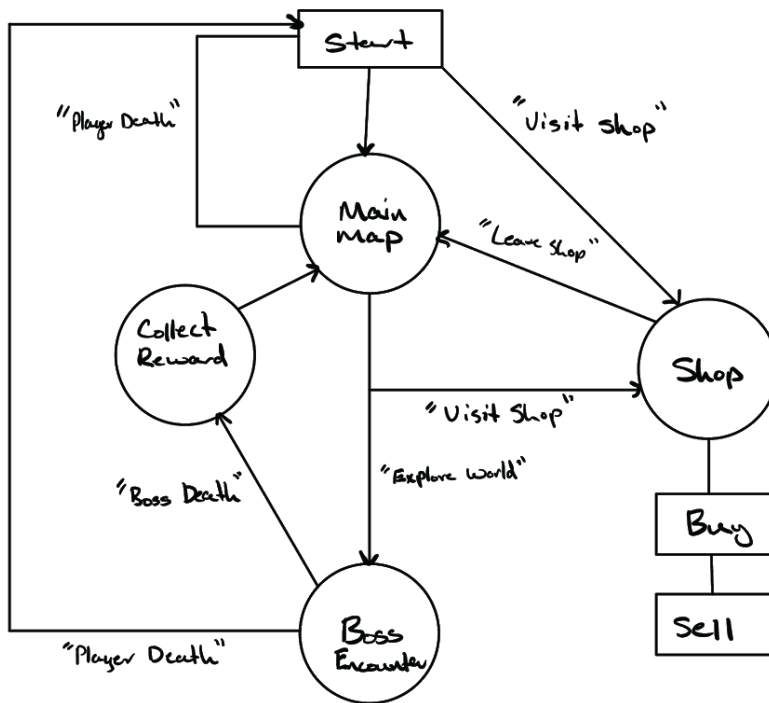 Start
"Player Death"
"Visit Shop"
Main
Map
"Leave Shop"
Collect
Reward
Shop
"Visit Shop"
"Explore World"
"Boss Death"
Buy
Boss
Encounter
Sell
"Player Death"